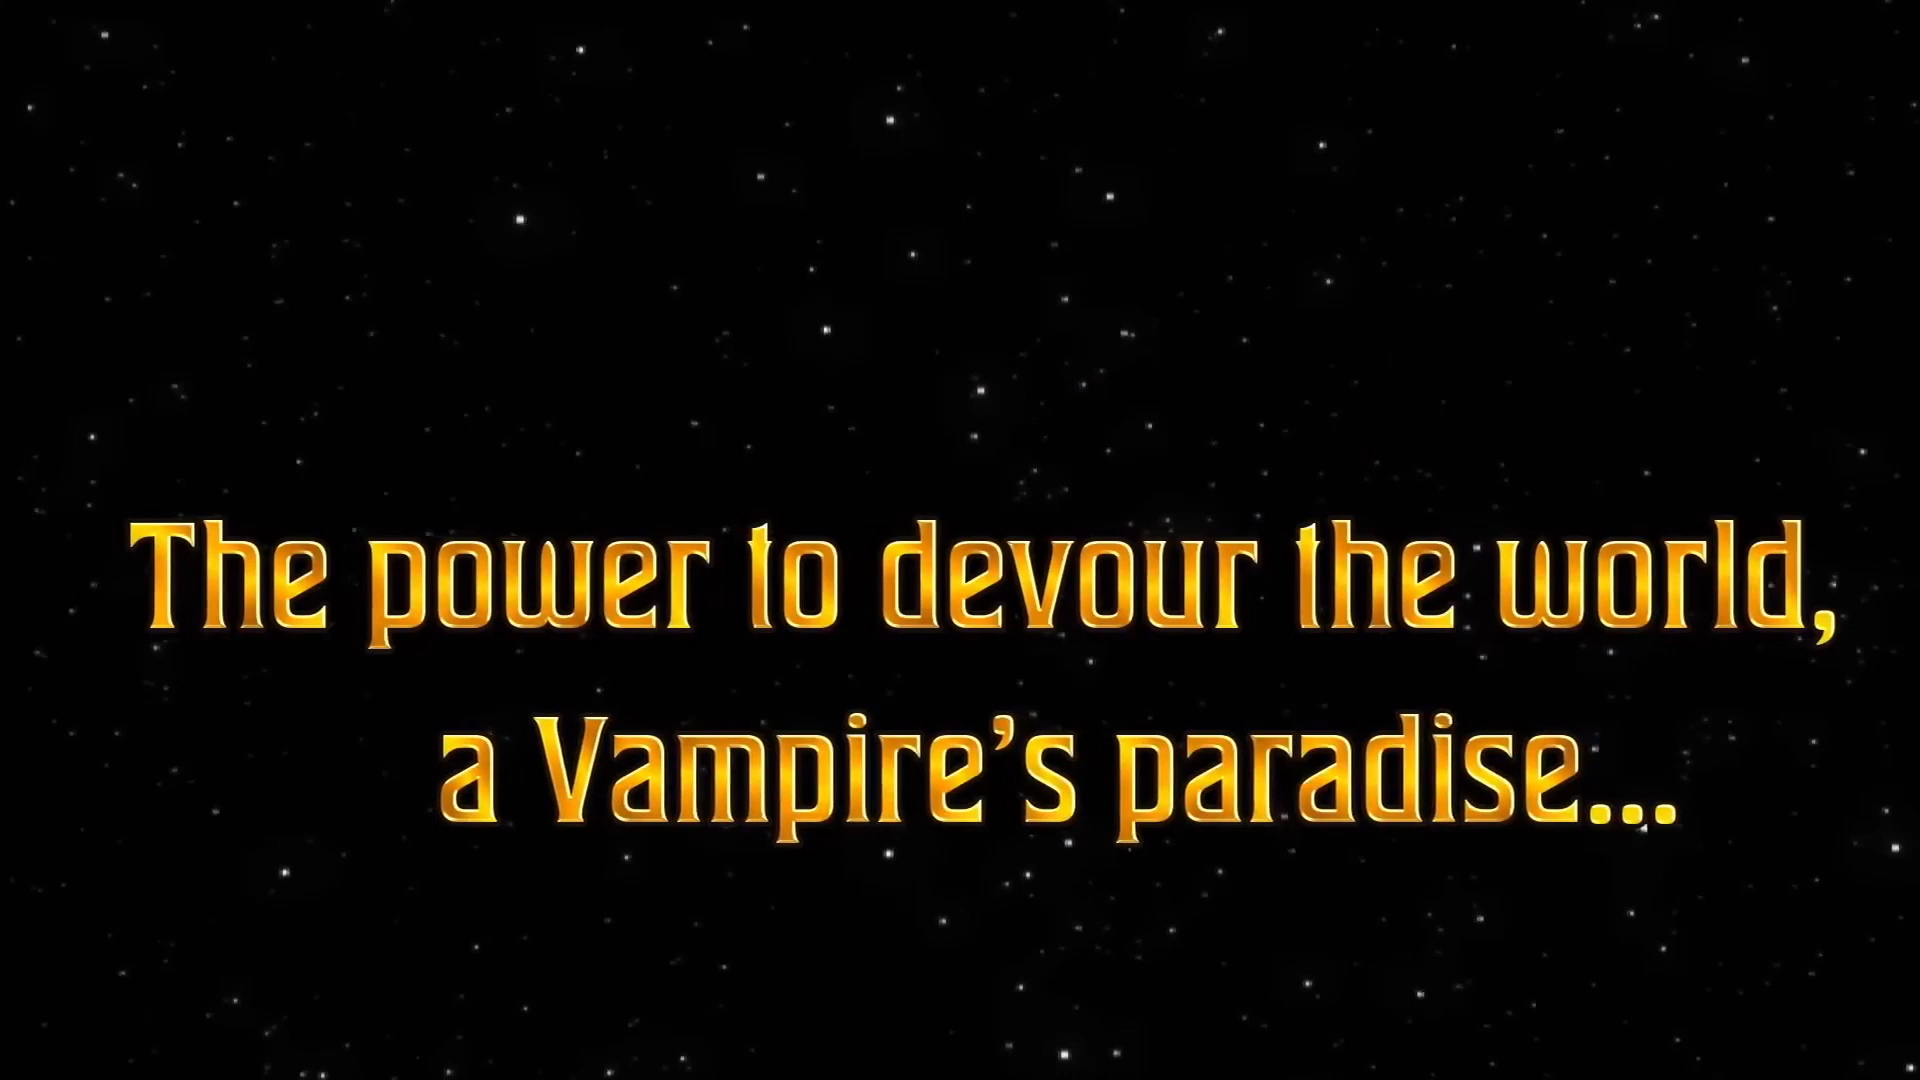 The power to devour the world,
a Vampire’s paradise...